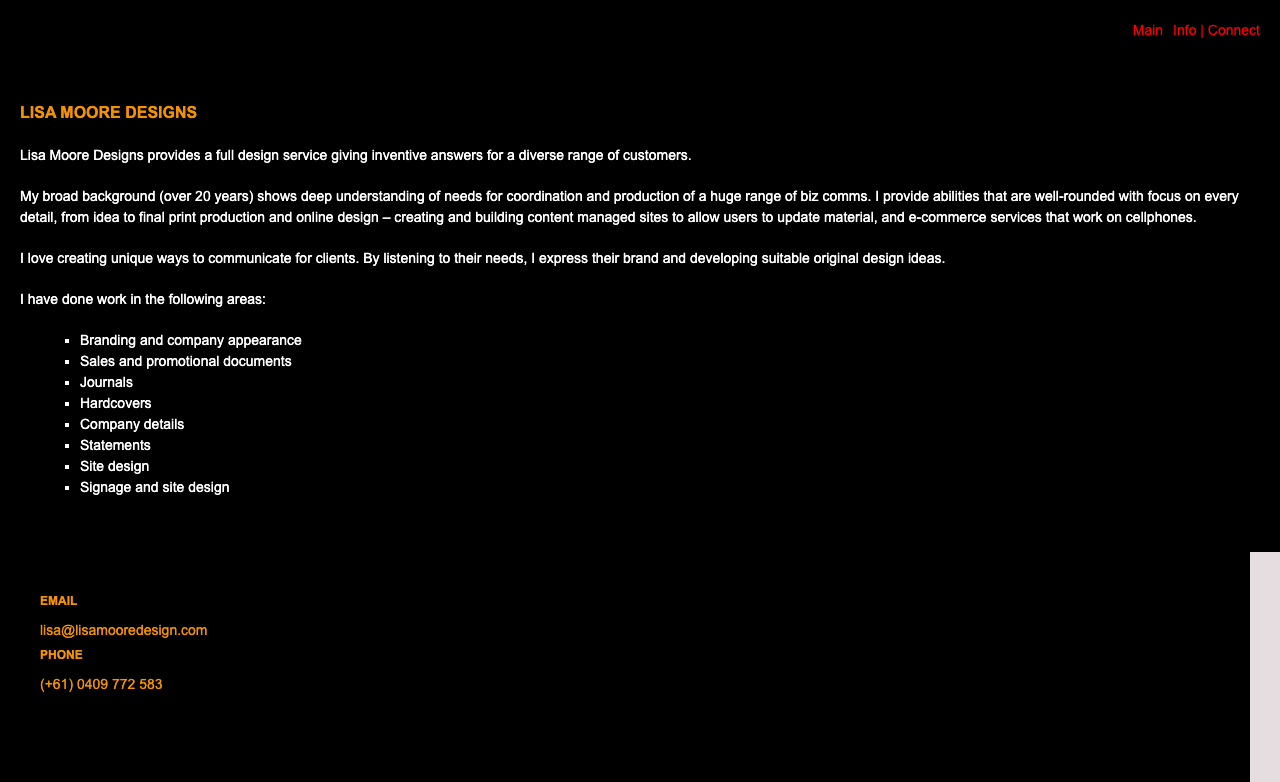 Main Info | Connect
LISA MOORE DESIGNS
Lisa Moore Designs provides a full design service giving inventive answers for a diverse range of customers.
My broad background (over 20 years) shows deep understanding of needs for coordination and production of a huge range of biz comms. I provide abilities that are well-rounded with focus on every
detail, from idea to final print production and online design – creating and building content managed sites to allow users to update material, and e-commerce services that work on cellphones.
I love creating unique ways to communicate for clients. By listening to their needs, I express their brand and developing suitable original design ideas.
I have done work in the following areas:
▪ Branding and company appearance
▪ Sales and promotional documents
▪ Journals
▪ Hardcovers
▪ Company details
▪ Statements
▪ Site design
▪ Signage and site design
EMAIL
lisa@lisamooredesign.com
PHONE
(+61) 0409 772 583